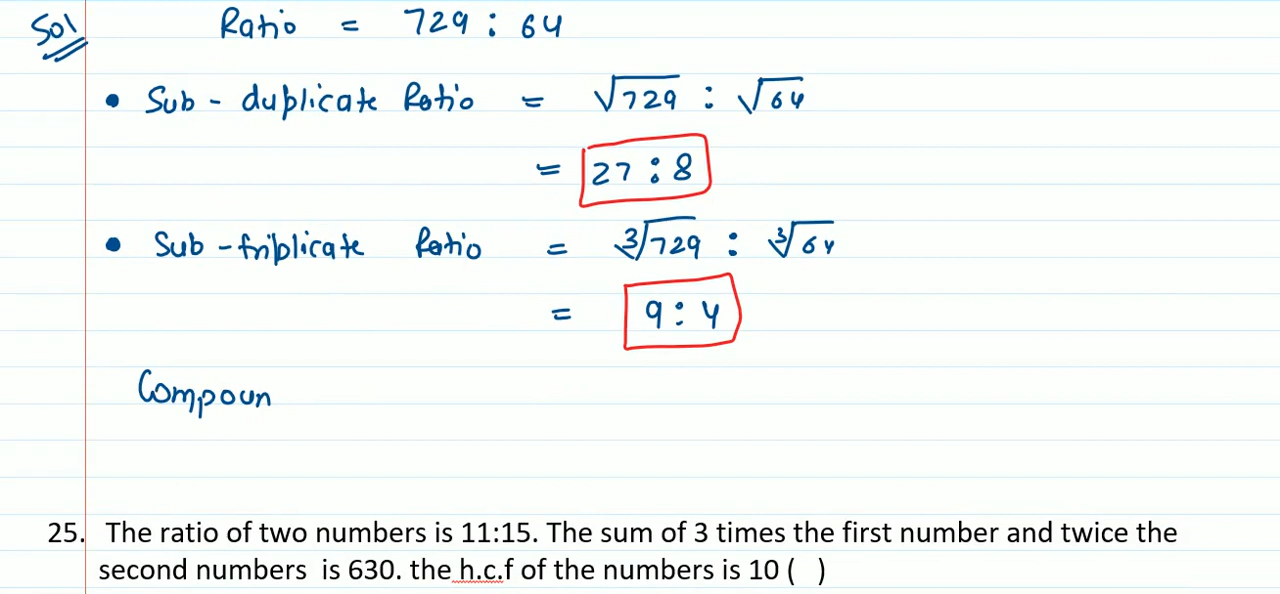 Sol Ratio = 729 : 64
• Sub - duplicate Ratio = √729 : √64
= 27 : 8
• Sub - triplicate Ratio = ∛729 : ∛64
= 9 : 4
Compoun
25. The ratio of two numbers is 11:15. The sum of 3 times the first number and twice the
second numbers is 630. the h.c.f of the numbers is 10 ( )